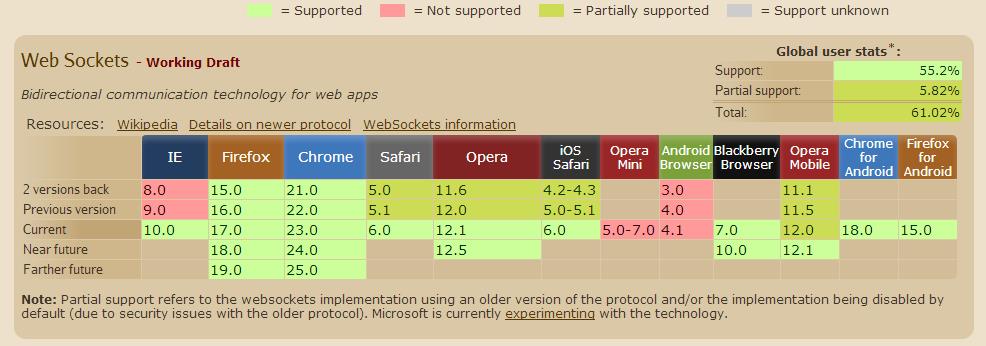 = Supported = Not supported = Partially supported = Support unknown
Web Sockets - Working Draft
Global user stats*:
Support: 55.2%
Partial support: 5.82%
Total: 61.02%
Bidirectional communication technology for web apps
Resources: Wikipedia Details on newer protocol WebSockets information
IE Firefox Chrome Safari Opera iOS Safari Opera Mini Android Browser Blackberry Browser Opera Mobile Chrome for Android Firefox for Android
2 versions back 8.0 15.0 21.0 5.0 11.6 4.2-4.3 3.0 11.1
Previous version 9.0 16.0 22.0 5.1 12.0 5.0-5.1 4.0 11.5
Current 10.0 17.0 23.0 6.0 12.1 6.0 5.0-7.0 4.1 7.0 12.0 18.0 15.0
Near future 18.0 24.0 12.5 10.0 12.1
Farther future 19.0 25.0
Note: Partial support refers to the websockets implementation using an older version of the protocol and/or the implementation being disabled by
default (due to security issues with the older protocol). Microsoft is currently experimenting with the technology.